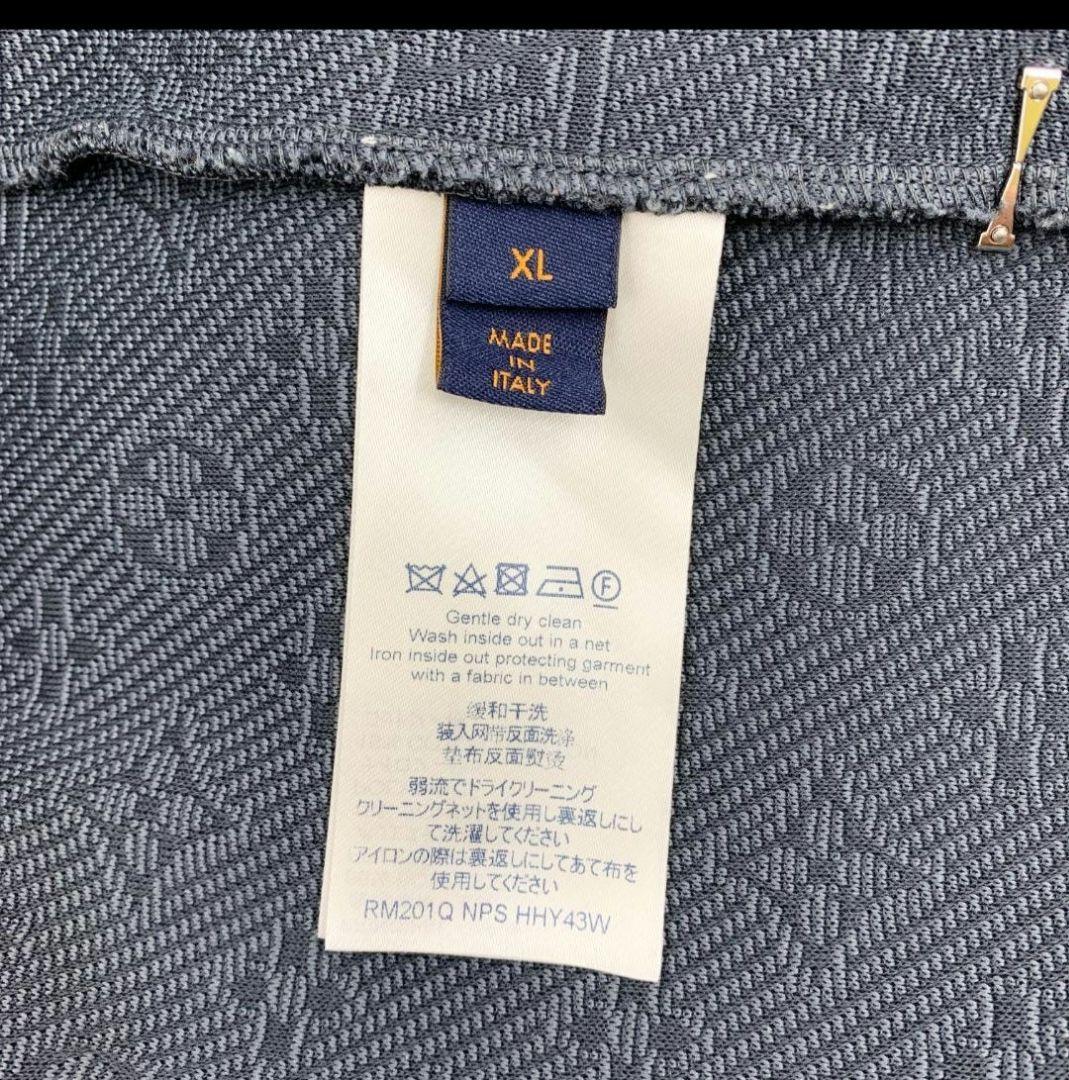 XL
MADE
IN
ITALY
F
Gentle dry clean
Wash inside out in a net
Iron inside out protecting garment
with a fabric in between
缓和干洗
装入网带反面洗涤
垫布反面熨烫
弱流でドライクリーニング
クリーニングネットを使用し裏返しにし
て洗濯してください
アイロンの際は裏返しにしてあて布を
使用してください
RM201Q NPS HHY43W